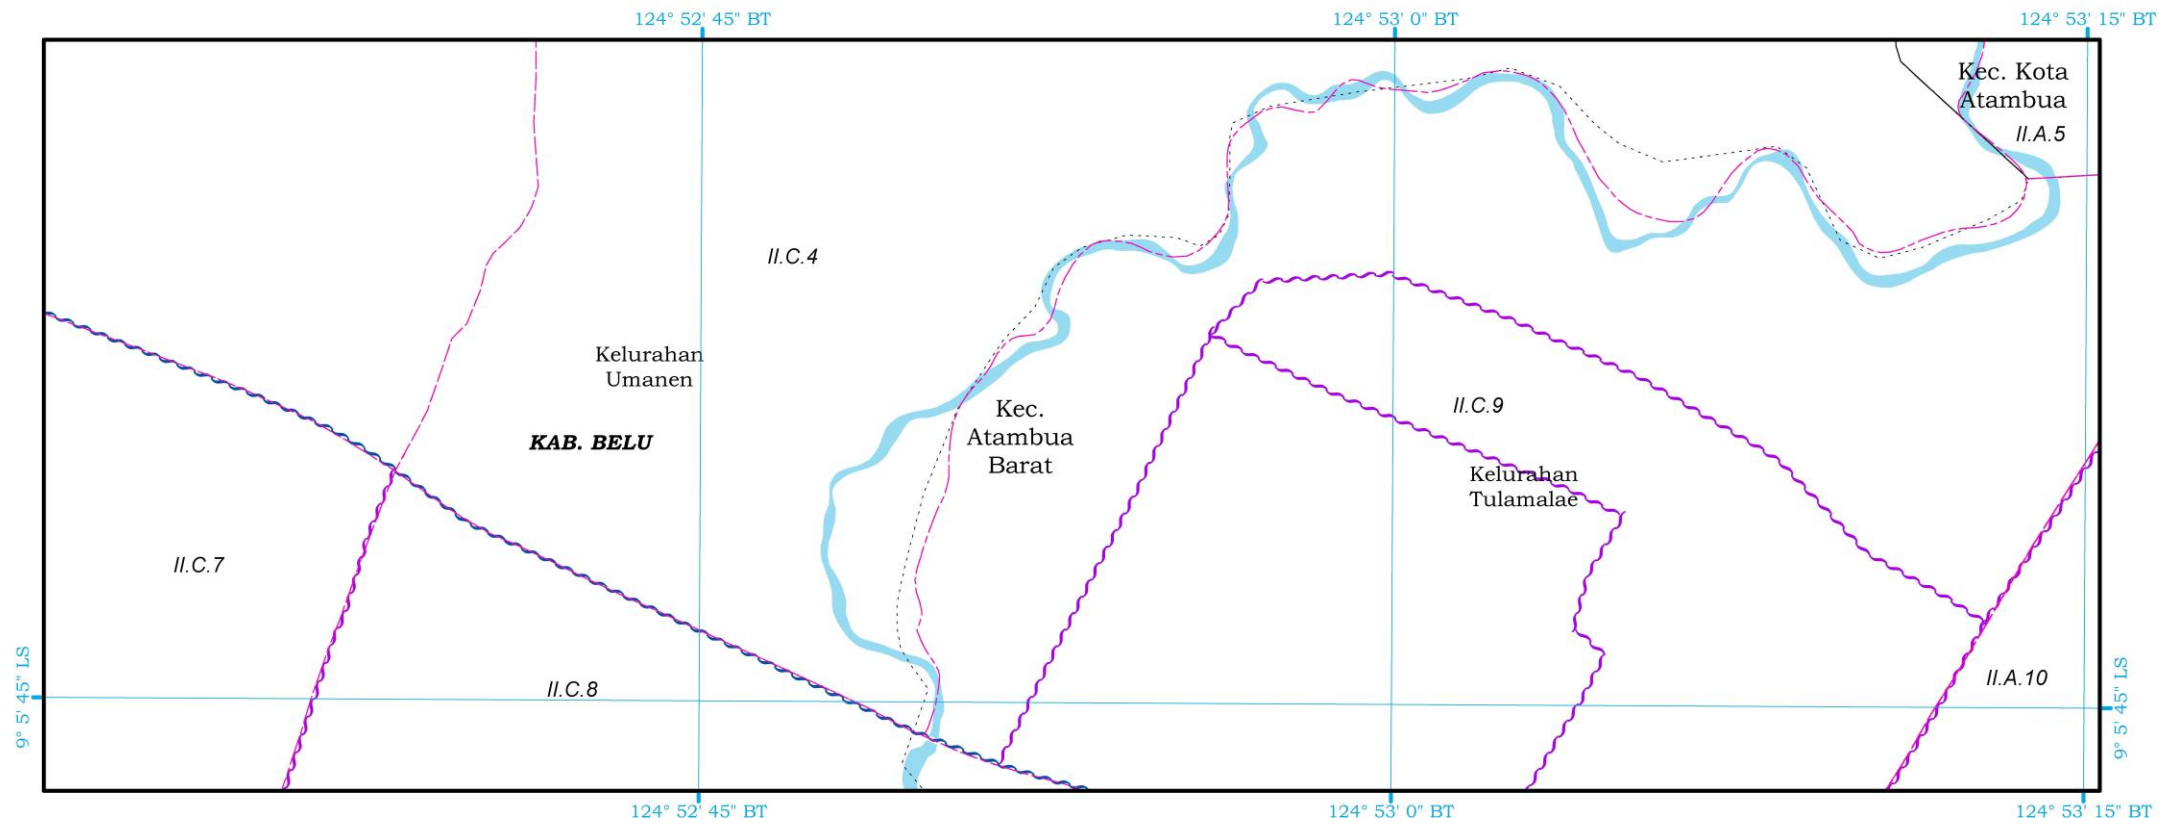 124° 52' 45" BT
124° 53' 0" BT
124° 53' 15" BT
Kec. Kota
Atambua
II.A.5
II.C.4
Kelurahan
Umanen
KAB. BELU
Kec.
Atambua
Barat
II.C.9
Kelurahan
Tulamalae
II.C.7
II.C.8
II.A.10
9° 5' 45" LS
9° 5' 45" LS
124° 52' 45" BT
124° 53' 0" BT
124° 53' 15" BT